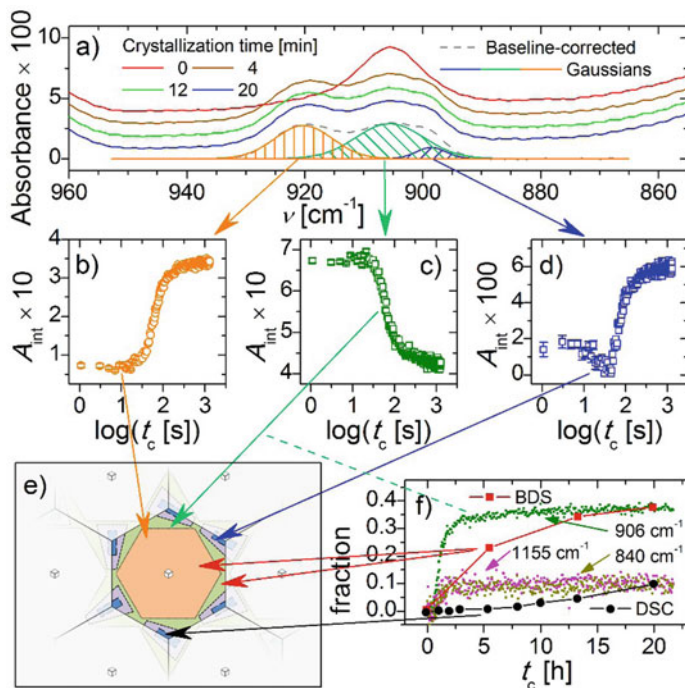 a) Crystallization time [min] 0 4 12 20
Baseline-corrected
Gaussians
Absorbance × 100
10
5
0
960 940 920 900 880 860
ν [cm⁻¹]
b) c) d)
A_int × 10
4
3
2
1
0 1 2 3
log(t_c [s])
A_int × 10
7
6
5
4
0 1 2 3
log(t_c [s])
A_int × 100
6
4
2
0
0 1 2 3
log(t_c [s])
e)
f) BDS
906 cm⁻¹
1155 cm⁻¹
840 cm⁻¹
DSC
fraction
0.4
0.3
0.2
0.1
0.0
0 5 10 15 20
t_c [h]